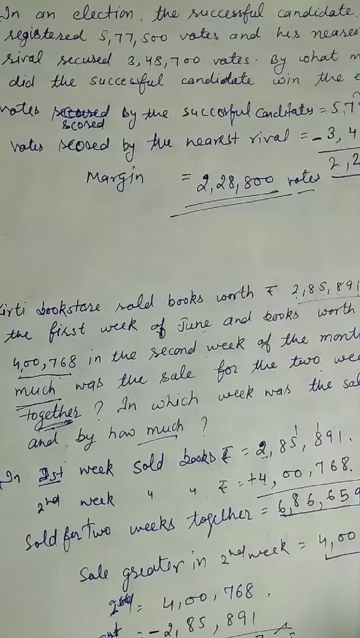 In an election, the successful candidate
registered 5,77,500 votes and his nearest
rival secured 3,48,700 votes. By what m
did the successful candidate win the e
votes scored by the successful candidate = 5,7
votes scored by the nearest rival = - 3,4
Margin = 2,28,800 votes 2,2
Kirti bookstore sold books worth ₹ 2,85,891
the first week of June and books worth
4,00,768 in the second week of the mont
much was the sale for the two wee
together? In which week was the sal
and by how much?
In 1st week sold books ₹ = 2,85,891.
2nd week " " ₹ = +4,00,768.
Sold for two weeks together = 6,86,659
Sale greater in 2nd week = 4,00
2nd = 4,00,768.
= - 2,85,891